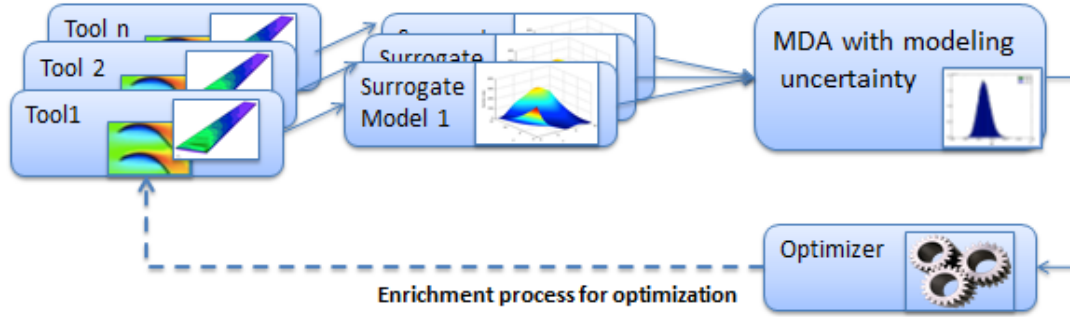 Tool n
Tool 2
Tool1
Surrogate
Surrogate
Model 1
MDA with modeling
uncertainty
Optimizer
Enrichment process for optimization